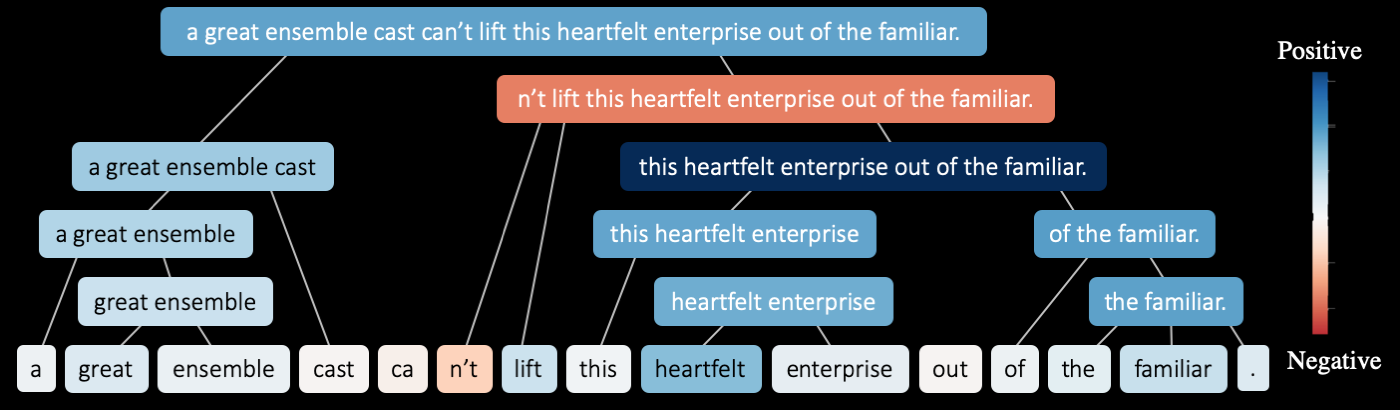 a great ensemble cast can’t lift this heartfelt enterprise out of the familiar.
Positive
n’t lift this heartfelt enterprise out of the familiar.
a great ensemble cast
this heartfelt enterprise out of the familiar.
a great ensemble
this heartfelt enterprise
of the familiar.
great ensemble
heartfelt enterprise
the familiar.
a great ensemble cast ca n’t lift this heartfelt enterprise out of the familiar .
Negative